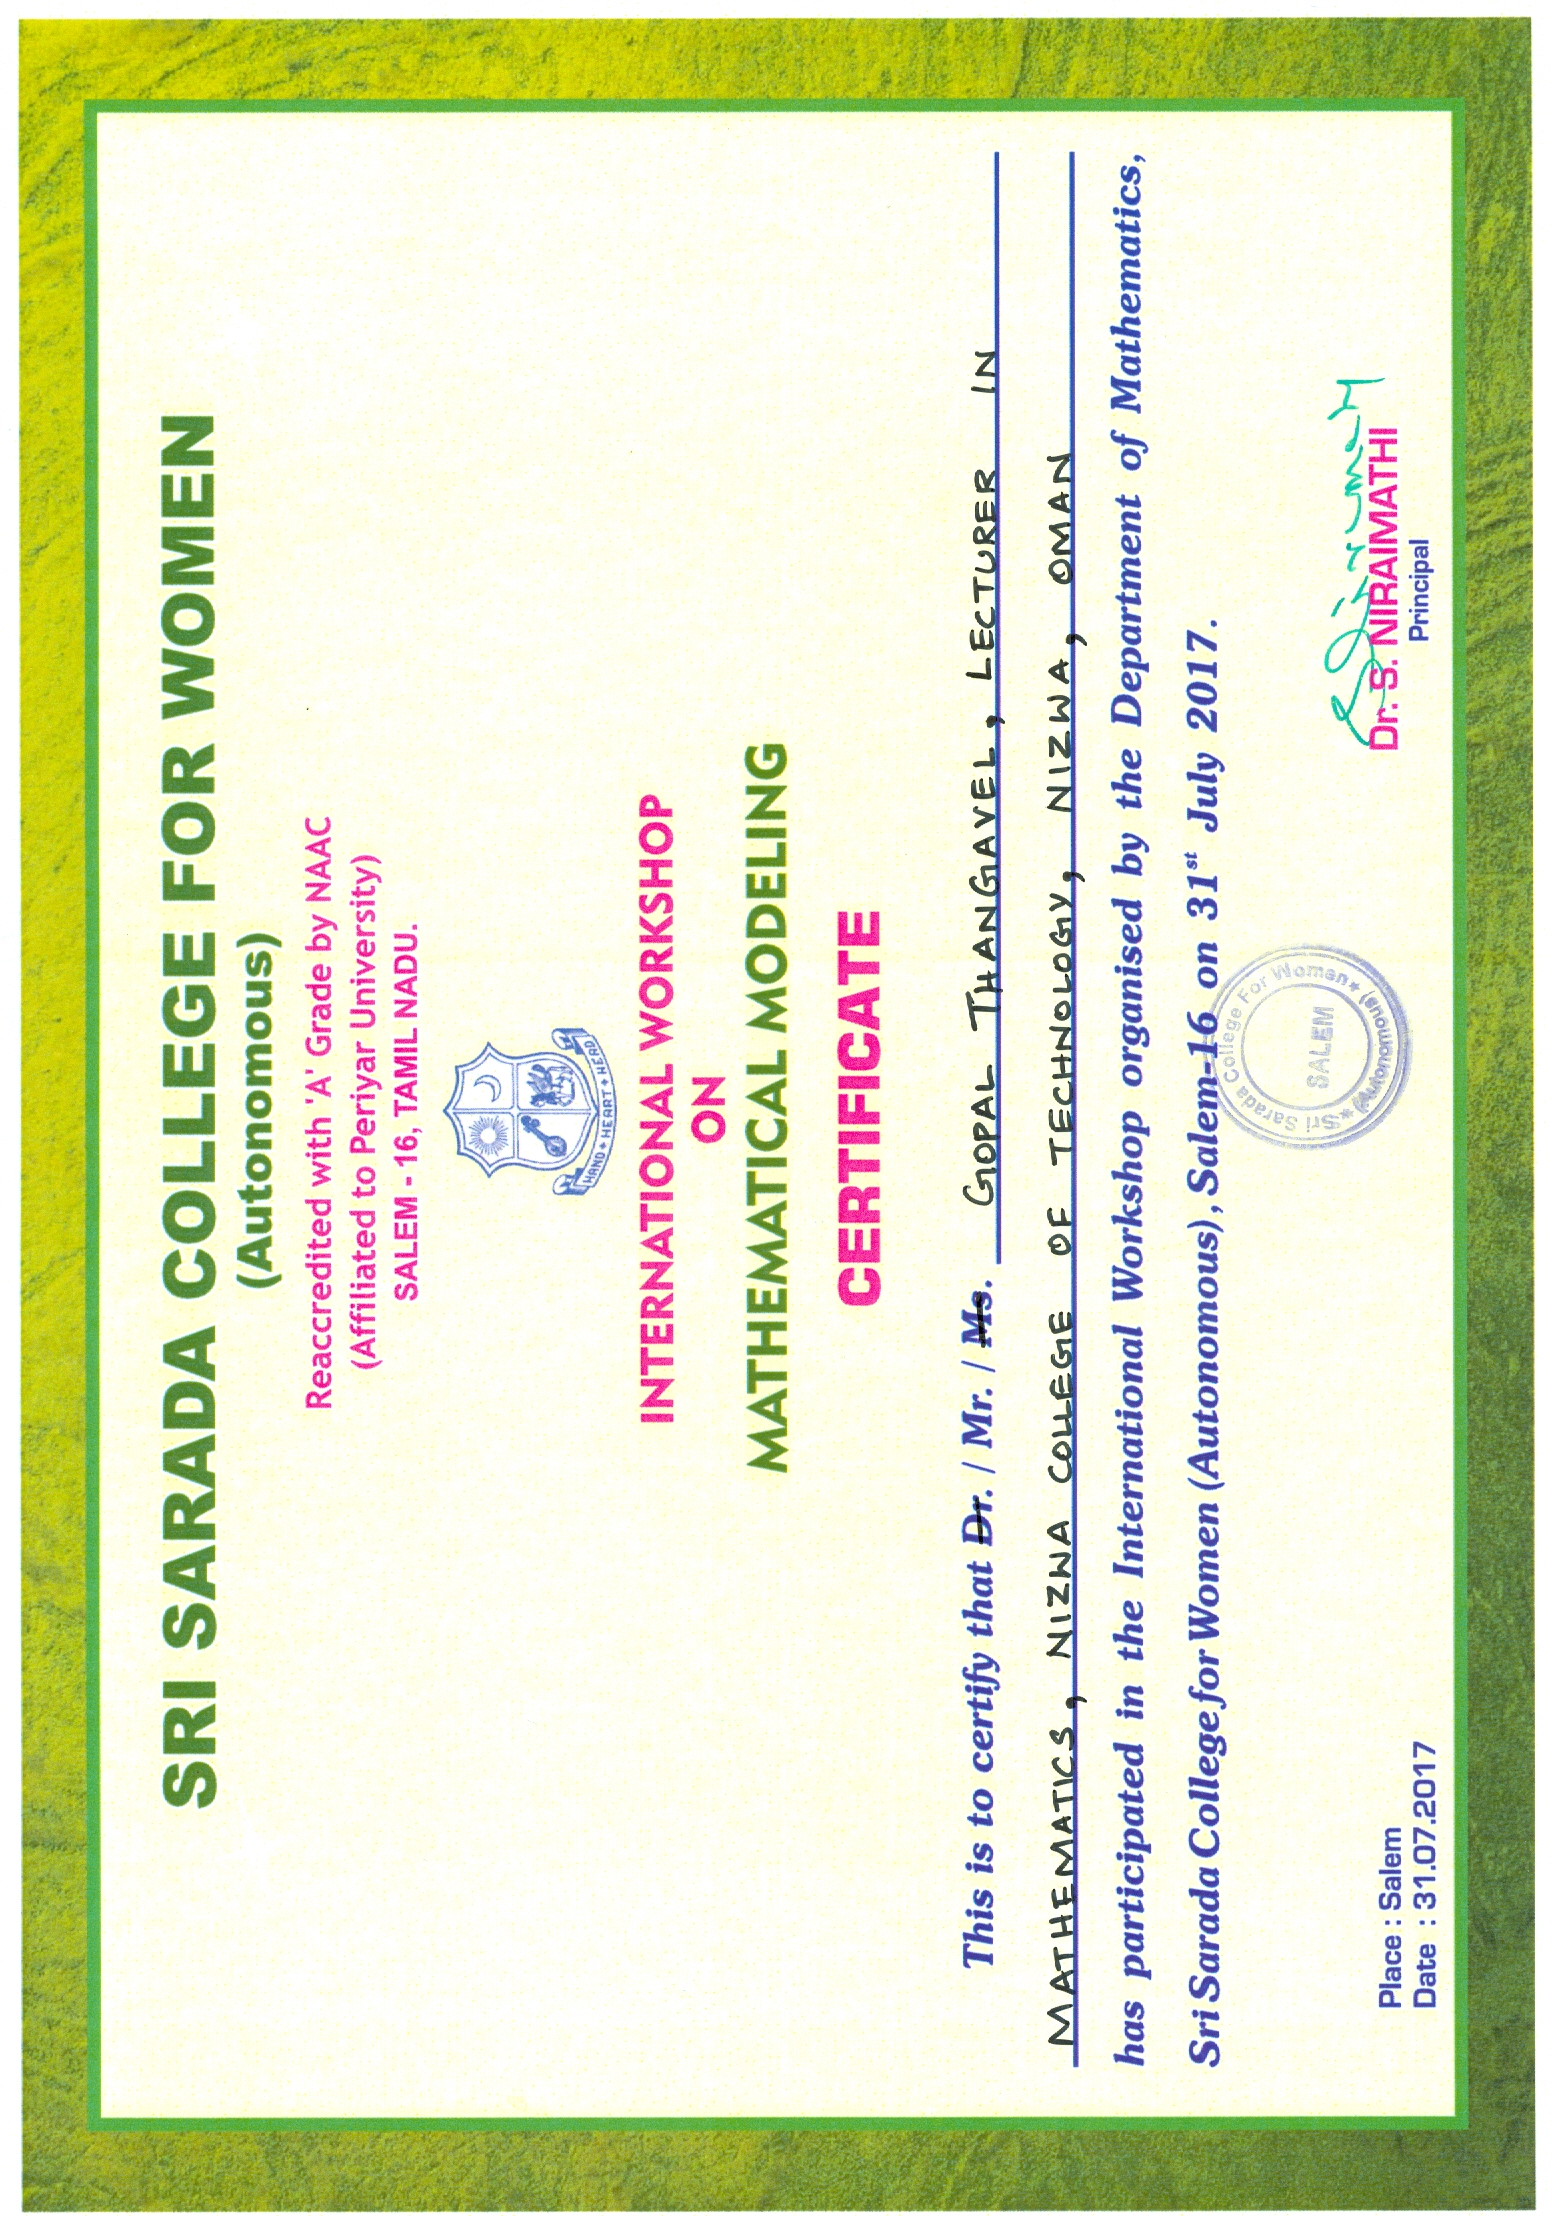 SRI SARADA COLLEGE FOR WOMEN
(Autonomous)
Reaccredited with 'A' Grade by NAAC
(Affiliated to Periyar University)
SALEM - 16, TAMIL NADU.
HAND + HEART + HEAD
INTERNATIONAL WORKSHOP
ON
MATHEMATICAL MODELING
CERTIFICATE
This is to certify that Dr. / Mr. / Ms. GOPAL THANGAVEL, LECTURER IN
MATHEMATICS, NIZWA COLLEGE OF TECHNOLOGY, NIZWA, OMAN
has participated in the International Workshop organised by the Department of Mathematics,
Sri Sarada College for Women (Autonomous), Salem-16 on 31st July 2017.
Sri Sarada College For Women
(Autonomous)
SALEM
Place : Salem
Date : 31.07.2017
Dr. S. NIRAIMATHI
Principal